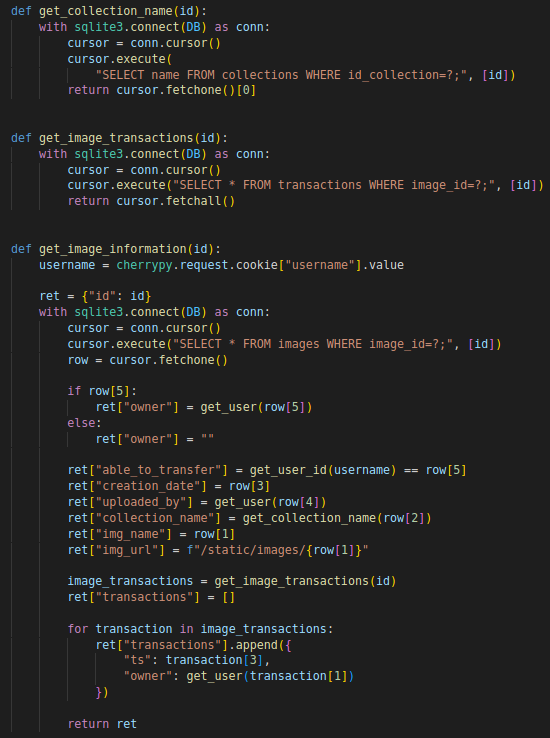 def get_collection_name(id):
    with sqlite3.connect(DB) as conn:
        cursor = conn.cursor()
        cursor.execute(
            "SELECT name FROM collections WHERE id_collection=?;", [id])
        return cursor.fetchone()[0]


def get_image_transactions(id):
    with sqlite3.connect(DB) as conn:
        cursor = conn.cursor()
        cursor.execute("SELECT * FROM transactions WHERE image_id=?;", [id])
        return cursor.fetchall()


def get_image_information(id):
    username = cherrypy.request.cookie["username"].value

    ret = {"id": id}
    with sqlite3.connect(DB) as conn:
        cursor = conn.cursor()
        cursor.execute("SELECT * FROM images WHERE image_id=?;", [id])
        row = cursor.fetchone()

        if row[5]:
            ret["owner"] = get_user(row[5])
        else:
            ret["owner"] = ""

        ret["able_to_transfer"] = get_user_id(username) == row[5]
        ret["creation_date"] = row[3]
        ret["uploaded_by"] = get_user(row[4])
        ret["collection_name"] = get_collection_name(row[2])
        ret["img_name"] = row[1]
        ret["img_url"] = f"/static/images/{row[1]}"

        image_transactions = get_image_transactions(id)
        ret["transactions"] = []

        for transaction in image_transactions:
            ret["transactions"].append({
                "ts": transaction[3],
                "owner": get_user(transaction[1])
            })

        return ret